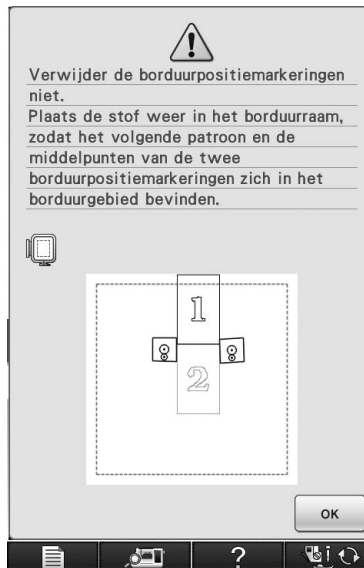 Verwijder de borduurpositiemarkeringen
niet.
Plaats de stof weer in het borduurraam,
zodat het volgende patroon en de
middelpunten van de twee
borduurpositiemarkeringen zich in het
borduurgebied bevinden.
1
2
OK
?